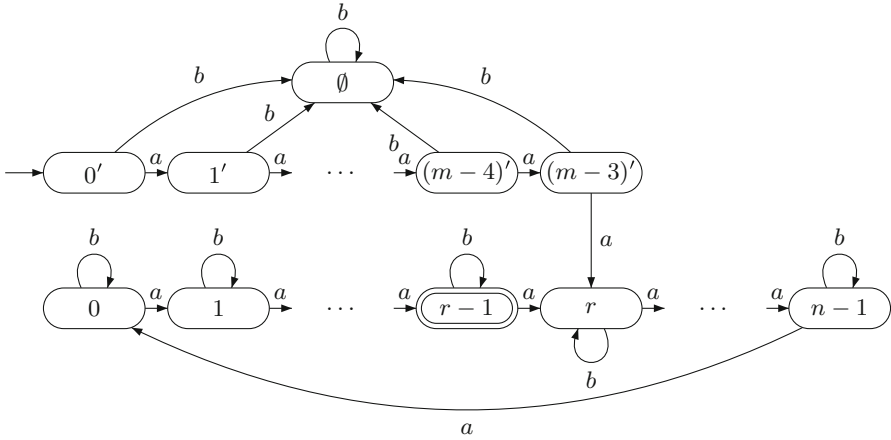 b
∅
b b
b b
0′ a 1′ a ⋯ a (m − 4)′ a (m − 3)′
a
b b b b
0 a 1 a ⋯ a r − 1 a r a ⋯ a n − 1
b
a